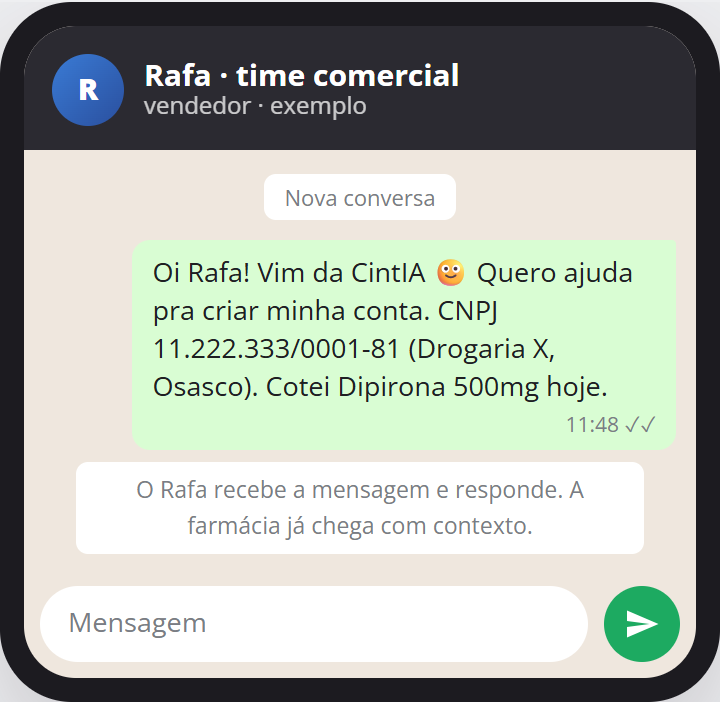 R
Rafa · time comercial
vendedor · exemplo
Nova conversa
Oi Rafa! Vim da CintIA 🙂 Quero ajuda
pra criar minha conta. CNPJ
11.222.333/0001-81 (Drogaria X,
Osasco). Cotei Dipirona 500mg hoje.
11:48 ✓✓
O Rafa recebe a mensagem e responde. A
farmácia já chega com contexto.
Mensagem